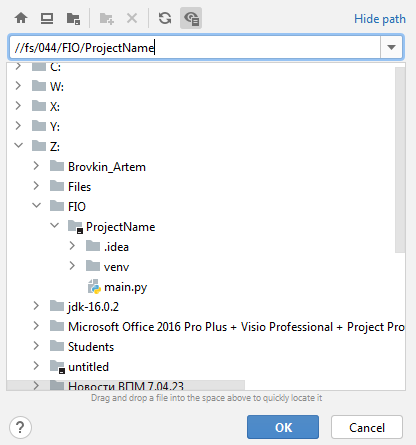 Hide path
//fs/044/FIO/ProjectName
C:
W:
X:
Y:
Z:
Brovkin_Artem
Files
FIO
ProjectName
.idea
venv
main.py
jdk-16.0.2
Microsoft Office 2016 Pro Plus + Visio Professional + Project Pro
Students
untitled
Новости ВПМ 7.04.23
Drag and drop a file into the space above to quickly locate it
?
OK
Cancel